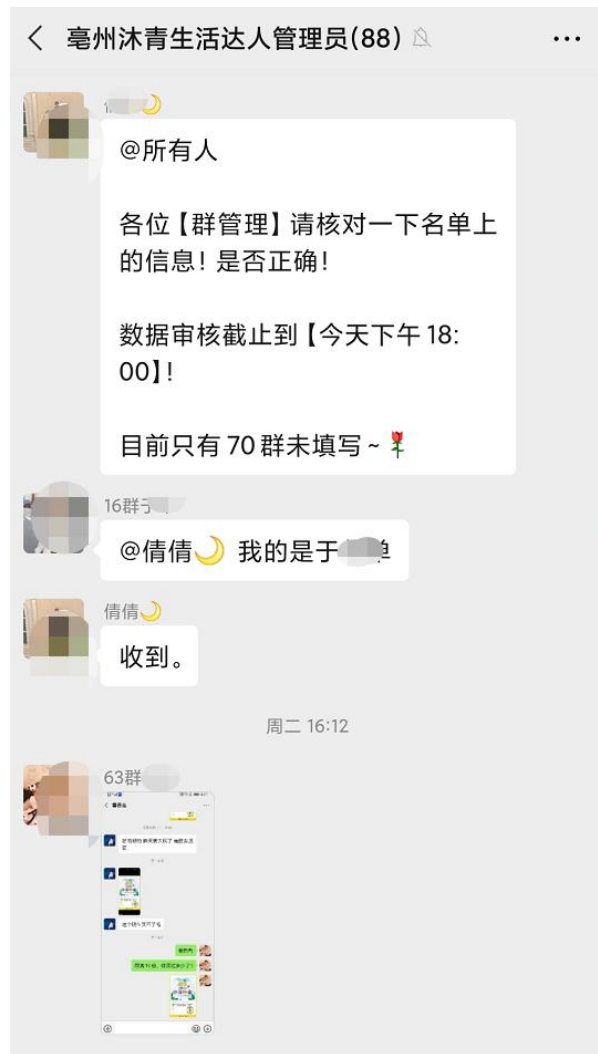 亳州沐青生活达人管理员(88)
@所有人
各位【群管理】请核对一下名单上
的信息!是否正确!
数据审核截止到【今天下午18:
00】!
目前只有70群未填写~🌹
16群于
@倩倩🌙 我的是于 单
倩倩🌙
收到。
周二 16:12
63群